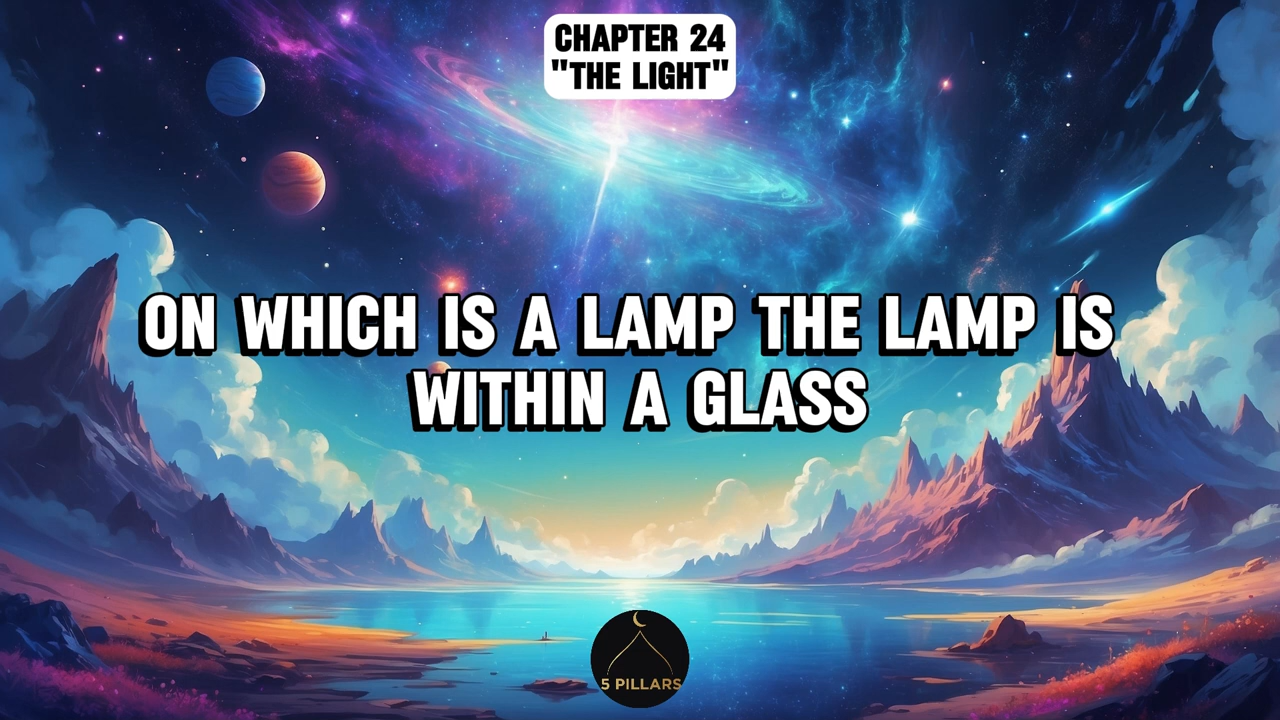 CHAPTER 24
"THE LIGHT"
ON WHICH IS A LAMP THE LAMP IS
WITHIN A GLASS
5 PILLARS